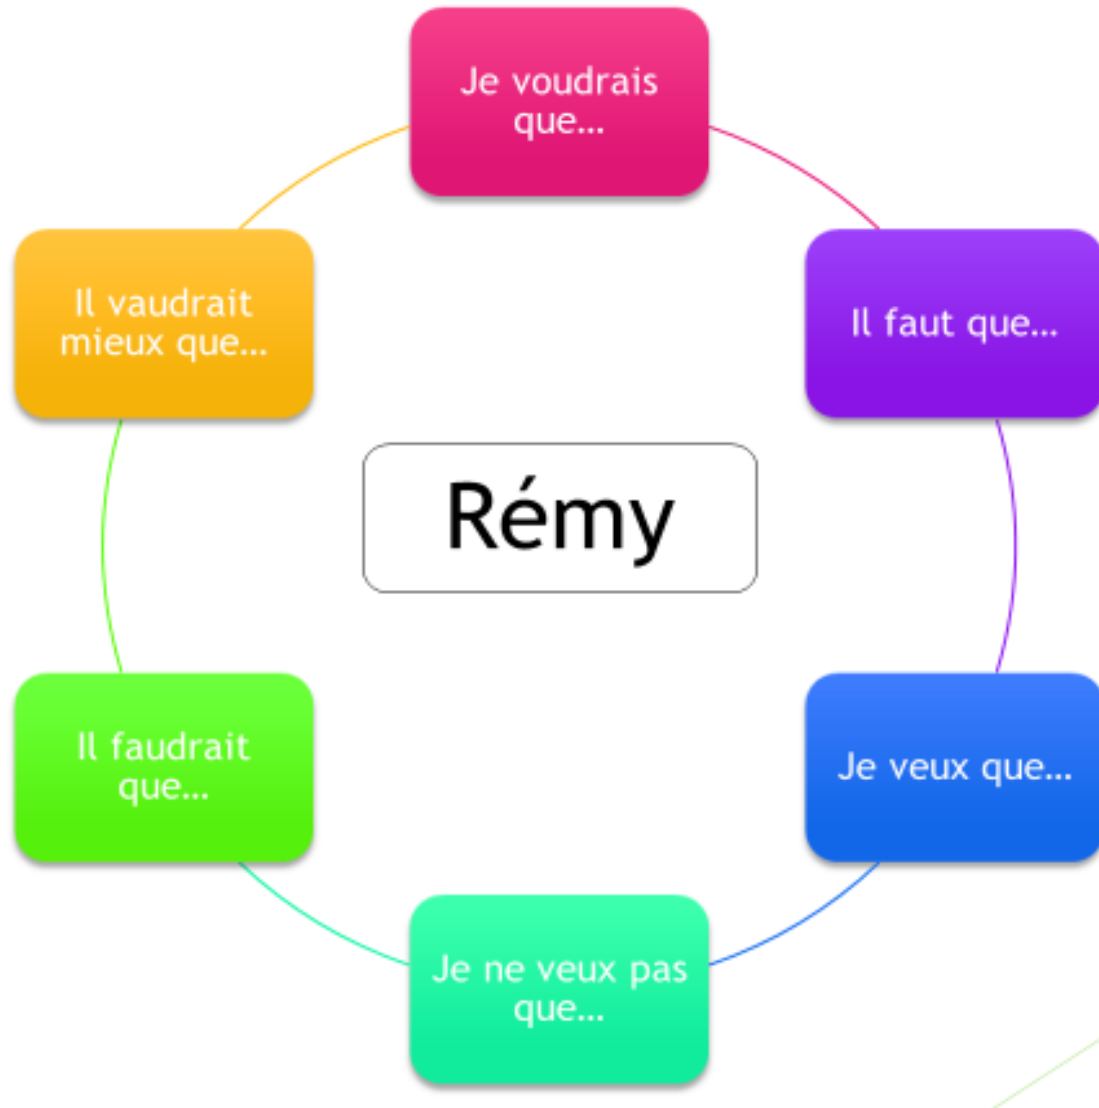 Je voudrais
que…
Il faut que…
Je veux que…
Je ne veux pas
que…
Il faudrait
que…
Il vaudrait
mieux que…
Rémy